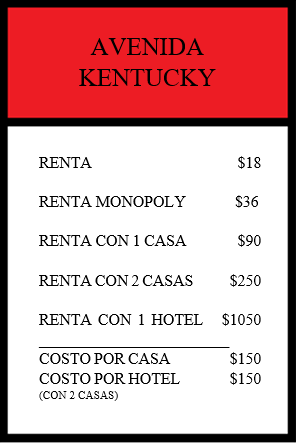 AVENIDA
KENTUCKY
RENTA $18
RENTA MONOPOLY $36
RENTA CON 1 CASA $90
RENTA CON 2 CASAS $250
RENTA CON 1 HOTEL $1050
COSTO POR CASA $150
COSTO POR HOTEL $150
(CON 2 CASAS)